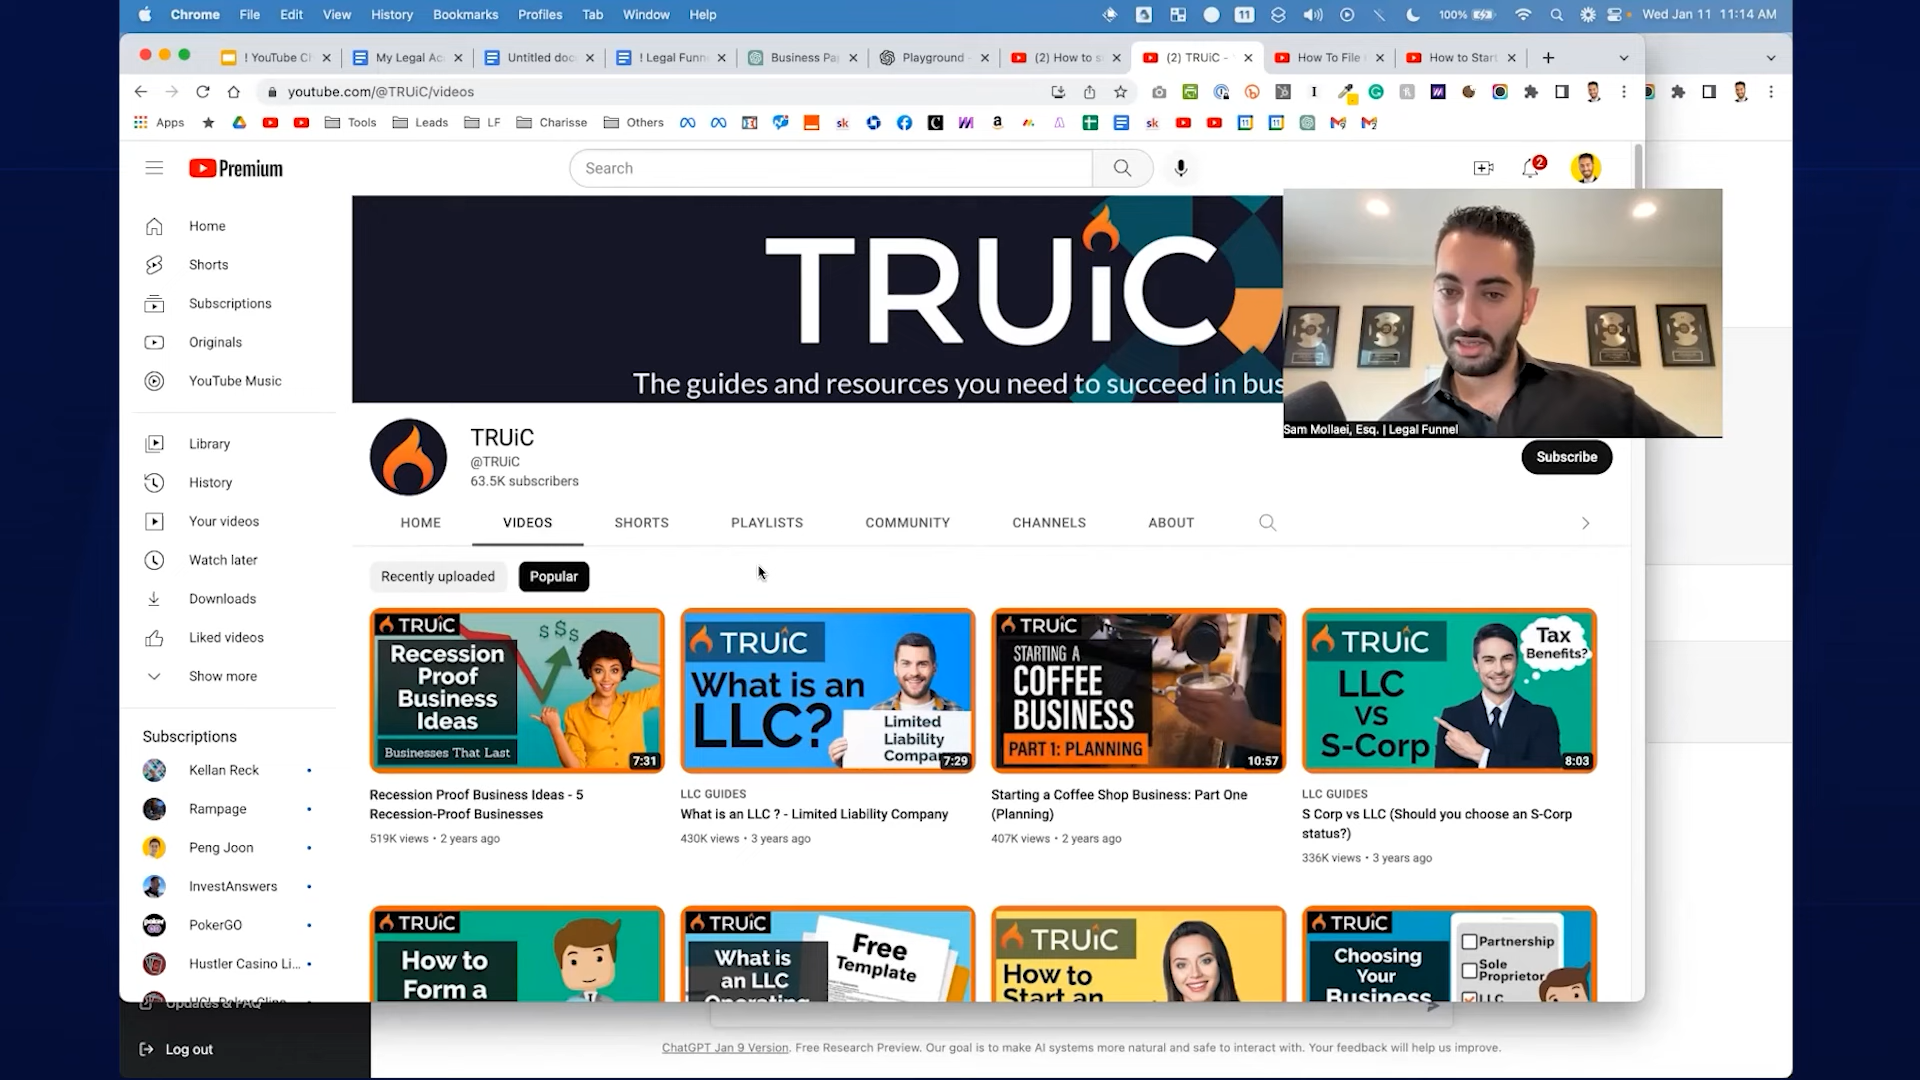 Chrome File Edit View History Bookmarks Profiles Tab Window Help
11 100% Wed Jan 11 11:14 AM
! YouTube C
My Legal Ac
Untitled doc
! Legal Funn
Business Pa
Playground
(2) How to s
(2) TRUiC -
How To File
How to Start
youtube.com/@TRUiC/videos
Apps Tools Leads LF Charisse Others
Premium
Search
2
Home
Shorts
Subscriptions
Originals
YouTube Music
Library
History
Your videos
Watch later
Downloads
Liked videos
Show more
Subscriptions
Kellan Reck
Rampage
Peng Joon
InvestAnswers
PokerGO
Hustler Casino Li...
Updates & FAQ
Log out
TRUiC
The guides and resources you need to succeed in bus
Sam Mollaei, Esq. | Legal Funnel
TRUiC
@TRUiC
63.5K subscribers
Subscribe
HOME VIDEOS SHORTS PLAYLISTS COMMUNITY CHANNELS ABOUT
Recently uploaded Popular
TRUiC
Recession
Proof
Business
Ideas
Businesses That Last
$$$
7:31
Recession Proof Business Ideas - 5
Recession-Proof Businesses
519K views • 2 years ago
TRUiC
What is an
LLC?
Limited
Liability
Compa
7:29
LLC GUIDES
What is an LLC ? - Limited Liability Company
430K views • 3 years ago
TRUiC
STARTING A
COFFEE
BUSINESS
PART 1: PLANNING
10:57
Starting a Coffee Shop Business: Part One
(Planning)
407K views • 2 years ago
TRUiC
LLC
VS
S-Corp
Tax
Benefits?
8:03
LLC GUIDES
S Corp vs LLC (Should you choose an S-Corp
status?)
336K views • 3 years ago
TRUiC
How to
Form a
TRUiC
What is
an LLC
Operating
Free
Template
TRUiC
How to
Start an
TRUiC
Choosing
Your
Business
Partnership
Sole
Proprietor
LLC
ChatGPT Jan 9 Version. Free Research Preview. Our goal is to make AI systems more natural and safe to interact with. Your feedback will help us improve.